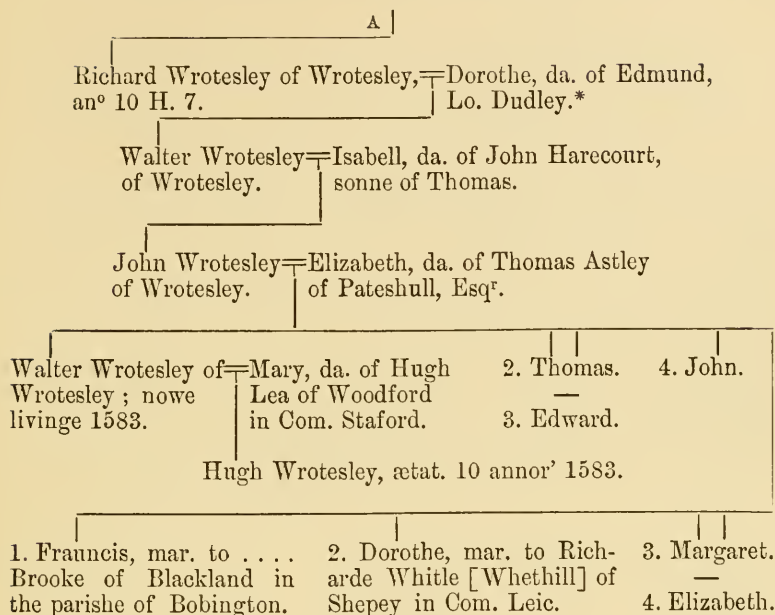 A
Richard Wrotesley of Wrotesley, Dorothe, da. of Edmund,
anº 10 H. 7. Lo. Dudley.*
Walter Wrotesley Isabell, da. of John Harecourt,
of Wrotesley. sonne of Thomas.
John Wrotesley Elizabeth, da. of Thomas Astley
of Wrotesley. of Pateshull, Esqʳ.
Walter Wrotesley of Mary, da. of Hugh 2. Thomas. 4. John.
Wrotesley ; nowe Lea of Woodford —
livinge 1583. in Com. Staford. 3. Edward.
Hugh Wrotesley, ætat. 10 annor' 1583.
1. Frauncis, mar. to .... 2. Dorothe, mar. to Rich- 3. Margaret.
Brooke of Blackland in arde Whitle [Whethill] of —
the parishe of Bobington. Shepey in Com. Leic. 4. Elizabeth.